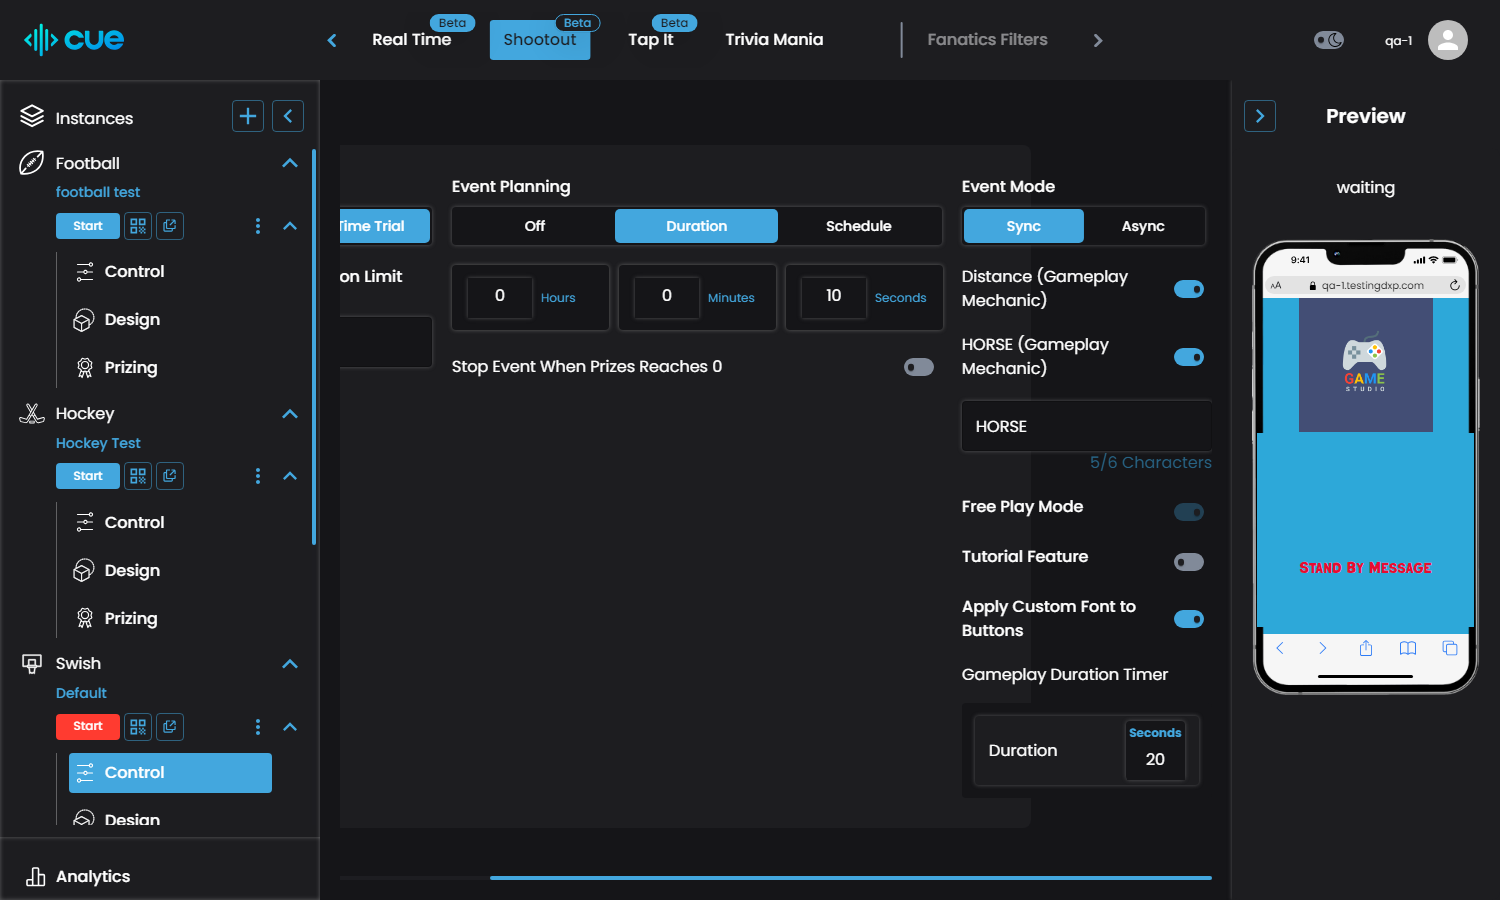 cue
Real Time
Beta
Shootout
Beta
Tap It
Beta
Trivia Mania
Fanatics Filters
qa-1
Instances
Football
football test
Start
Control
Design
Prizing
Hockey
Hockey Test
Start
Control
Design
Prizing
Swish
Default
Start
Control
Design
Analytics
Time Trial
on Limit
Event Planning
Off
Duration
Schedule
0 Hours
0 Minutes
10 Seconds
Stop Event When Prizes Reaches 0
Event Mode
Sync
Async
Distance (Gameplay
Mechanic)
HORSE (Gameplay
Mechanic)
HORSE
5/6 Characters
Free Play Mode
Tutorial Feature
Apply Custom Font to
Buttons
Gameplay Duration Timer
Duration
Seconds
20
Preview
waiting
9:41
AA
qa-1.testingdxp.com
GAME
STUDIO
Stand By Message